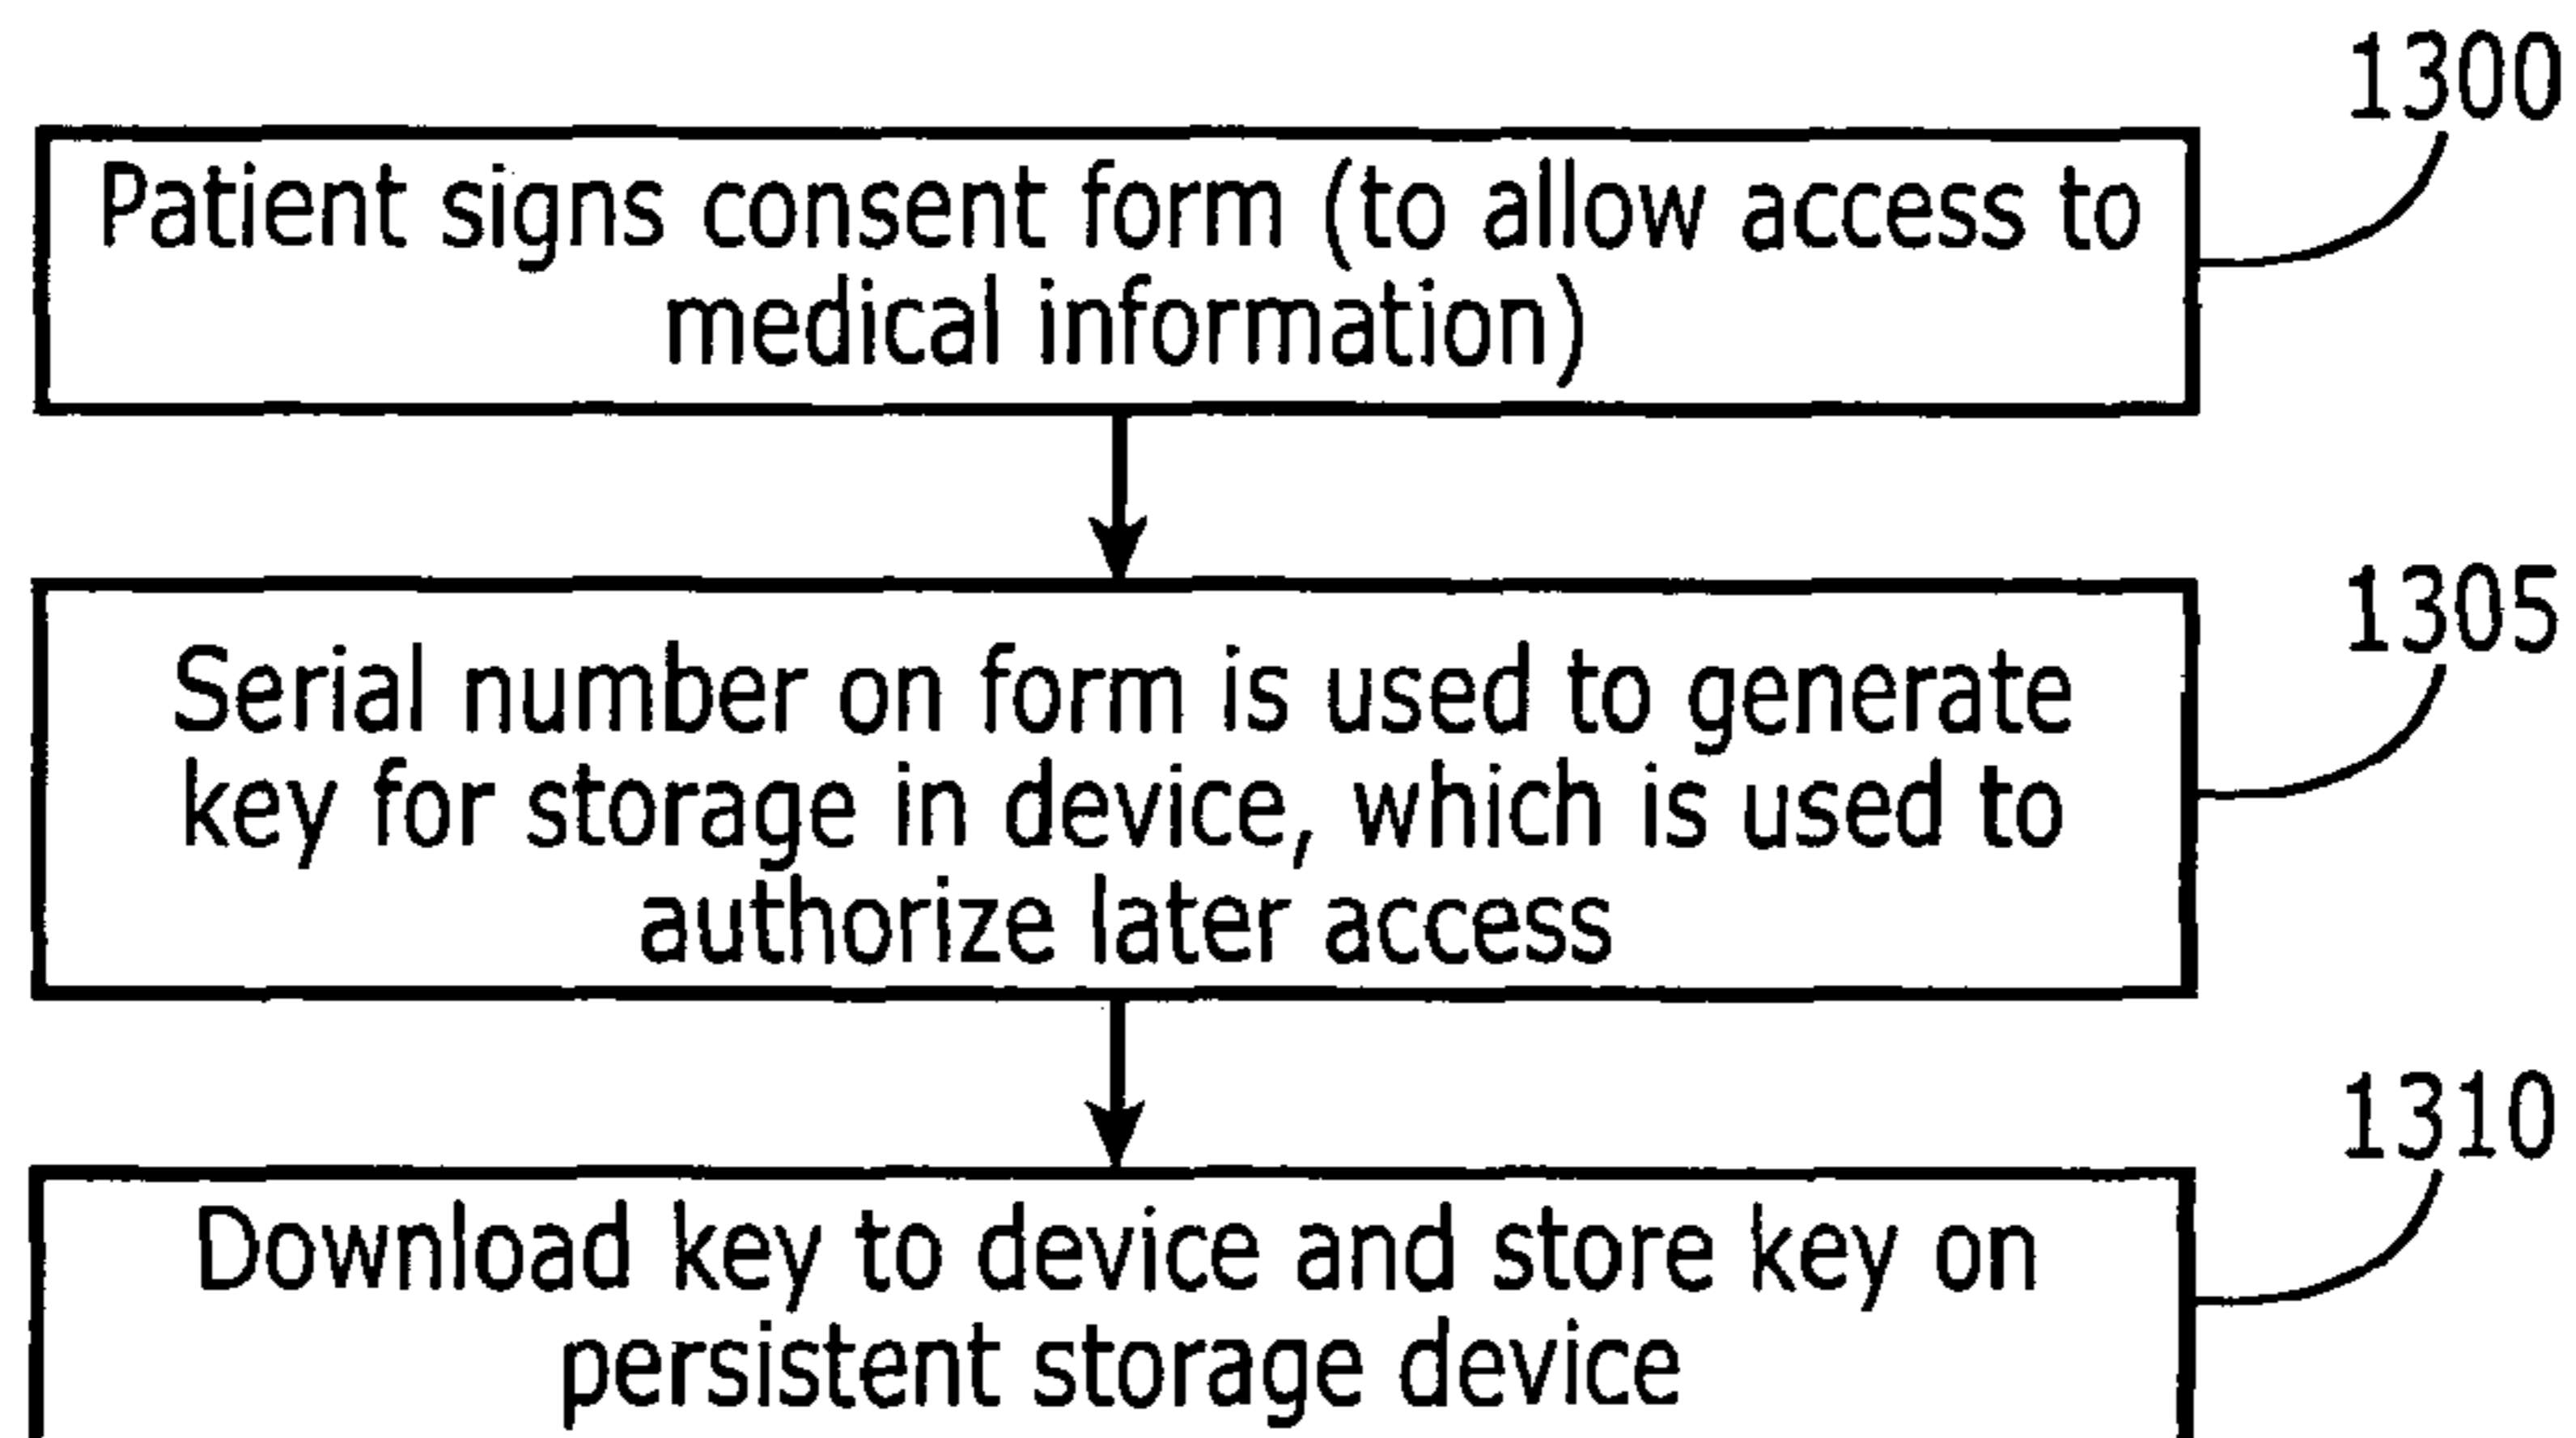 1300
Patient signs consent form (to allow access to
medical information)
1305
Serial number on form is used to generate
key for storage in device, which is used to
authorize later access
1310
Download key to device and store key on
persistent storage device